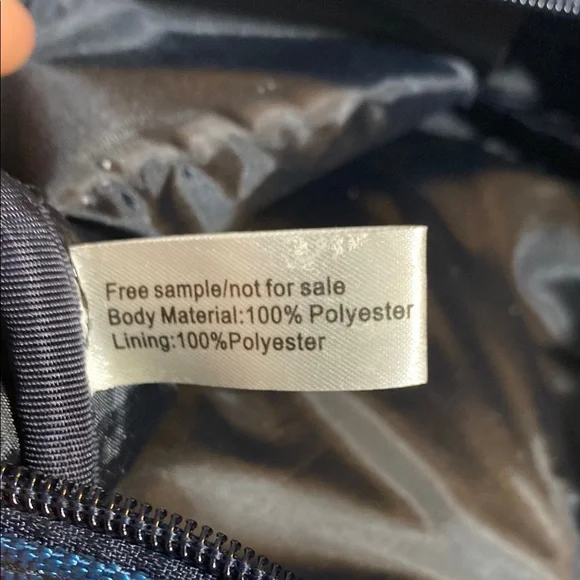 Free sample/not for sale
Body Material:100% Polyester
Lining:100%Polyester